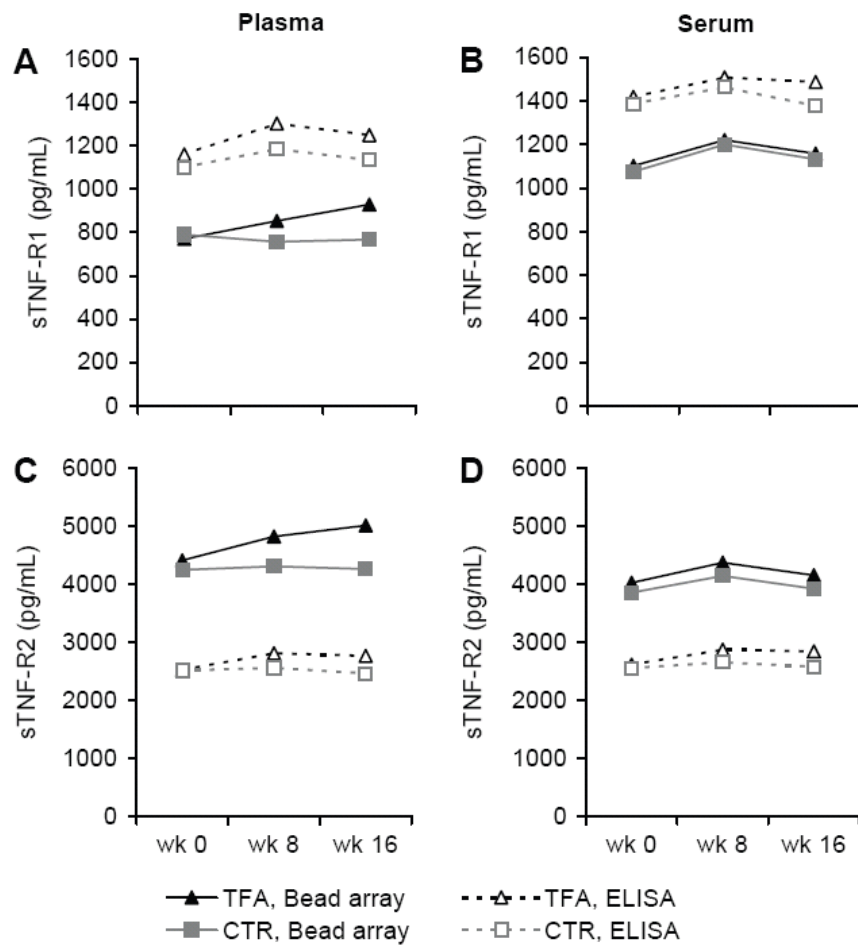 Plasma
Serum
A
B
1600
1400
1200
1000
800
600
400
200
0
sTNF-R1 (pg/mL)
1600
1400
1200
1000
800
600
400
200
0
sTNF-R1 (pg/mL)
C
D
6000
5000
4000
3000
2000
1000
0
sTNF-R2 (pg/mL)
wk 0 wk 8 wk 16
6000
5000
4000
3000
2000
1000
0
sTNF-R2 (pg/mL)
wk 0 wk 8 wk 16
TFA, Bead array
TFA, ELISA
CTR, Bead array
CTR, ELISA